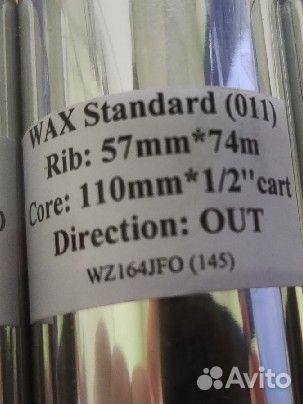 WAX Standard (011)
Rib: 57mm*74m
Core: 110mm*1/2"cart
Direction: OUT
WZ164JFO (145)
Avito